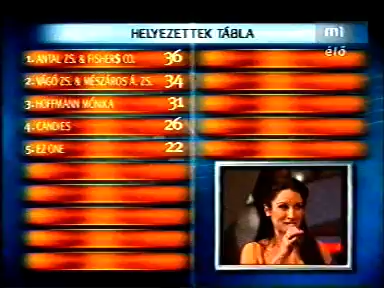 HELYEZETTEK TÁBLA
m1
élő
1. ANTAL ZS. & FISHER$ CO. 36
2. VÁGÓ ZS. & MÉSZÁROS Á. ZS. 34
3. HOFFMANN MÓNIKA 31
4. CANDIES 26
5. EZ ONE 22